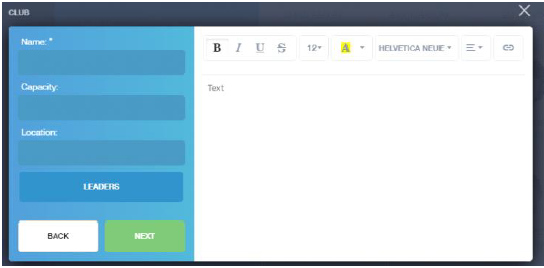 CLUB
Name: *
B I U S 12 A HELVETICA NEUE
Capacity:
Text
Location:
LEADERS
BACK NEXT